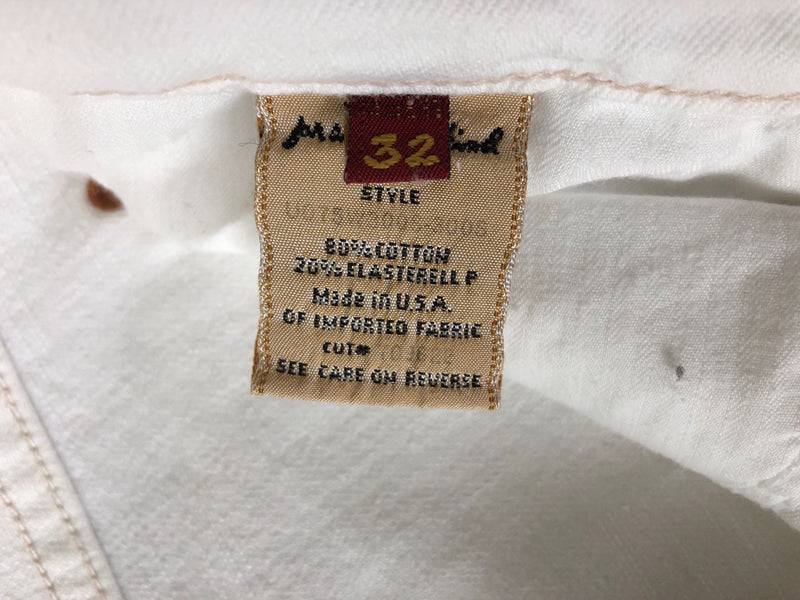 32
STYLE
80% COTTON
20% ELASTERELL P
Made in U.S.A.
OF IMPORTED FABRIC
CUT#
SEE CARE ON REVERSE